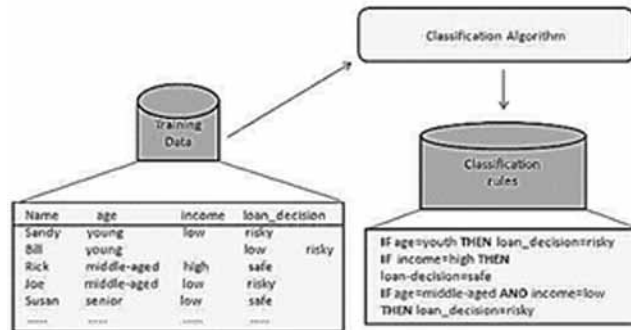 Classification Algorithm
Training
Data
Classification
rules
Name age income loan_decision
Sandy young low risky
Bill young low risky
Rick middle-aged high safe
Joe middle-aged low risky
Susan senior low safe
..... ..... ..... .....
IF age=youth THEN loan_decision=risky
IF income=high THEN
loan-decision=safe
IF age=middle-aged AND income=low
THEN loan_decision=risky